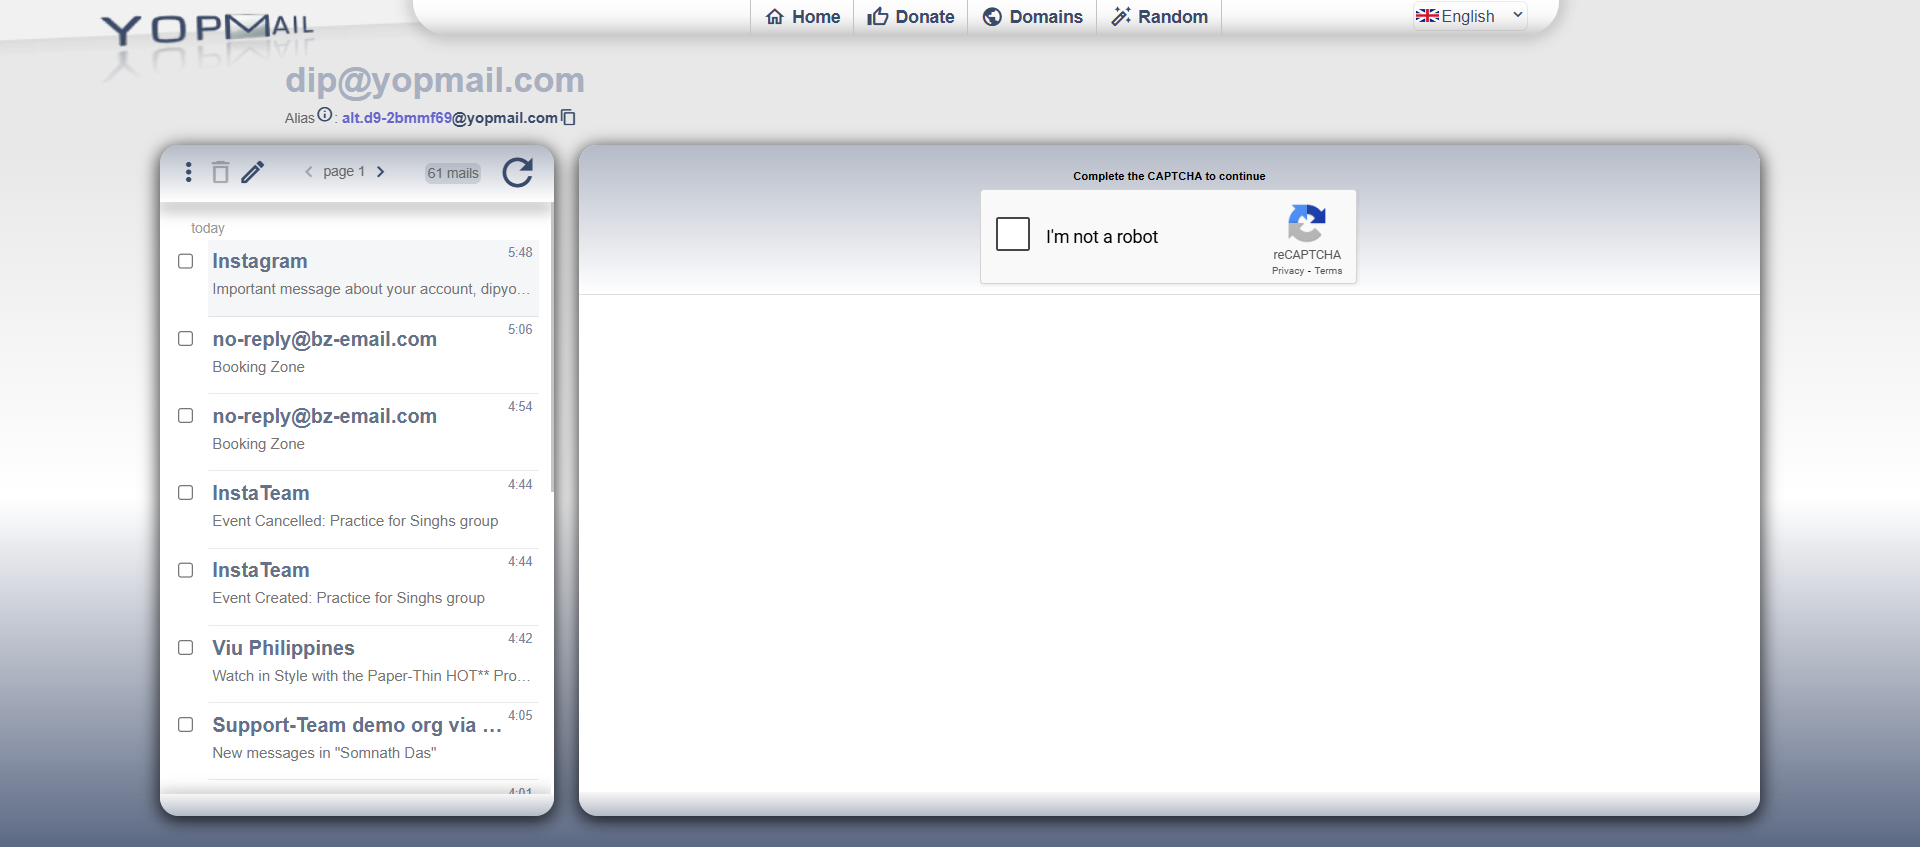 YOPMAIL
Home
Donate
Domains
Random
English
dip@yopmail.com
Alias : alt.d9-2bmmf69@yopmail.com
page 1
61 mails
today
Instagram
5:48
Important message about your account, dipyo…
no-reply@bz-email.com
5:06
Booking Zone
no-reply@bz-email.com
4:54
Booking Zone
InstaTeam
4:44
Event Cancelled: Practice for Singhs group
InstaTeam
4:44
Event Created: Practice for Singhs group
Viu Philippines
4:42
Watch in Style with the Paper-Thin HOT** Pro…
Support-Team demo org via …
4:05
New messages in "Somnath Das"
4:01
Complete the CAPTCHA to continue
I'm not a robot
reCAPTCHA
Privacy - Terms